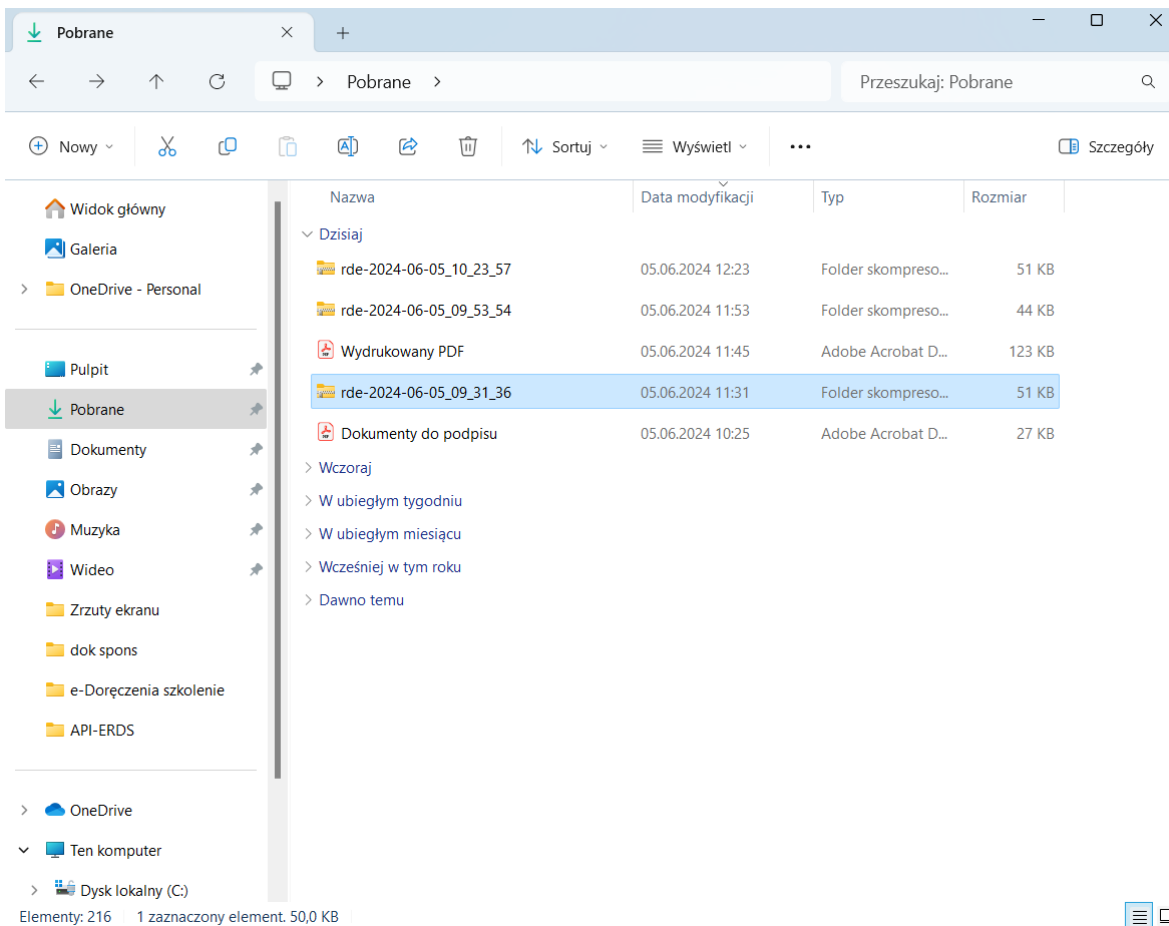 Pobrane
Pobrane
Przeszukaj: Pobrane
Nowy
Sortuj
Wyświetl
Szczegóły
Widok główny
Galeria
OneDrive - Personal
Pulpit
Pobrane
Dokumenty
Obrazy
Muzyka
Wideo
Zrzuty ekranu
dok spons
e-Doręczenia szkolenie
API-ERDS
OneDrive
Ten komputer
Dysk lokalny (C:)
Nazwa Data modyfikacji Typ Rozmiar
Dzisiaj
rde-2024-06-05_10_23_57 05.06.2024 12:23 Folder skompreso... 51 KB
rde-2024-06-05_09_53_54 05.06.2024 11:53 Folder skompreso... 44 KB
Wydrukowany PDF 05.06.2024 11:45 Adobe Acrobat D... 123 KB
rde-2024-06-05_09_31_36 05.06.2024 11:31 Folder skompreso... 51 KB
Dokumenty do podpisu 05.06.2024 10:25 Adobe Acrobat D... 27 KB
Wczoraj
W ubiegłym tygodniu
W ubiegłym miesiącu
Wcześniej w tym roku
Dawno temu
Elementy: 216 1 zaznaczony element. 50,0 KB